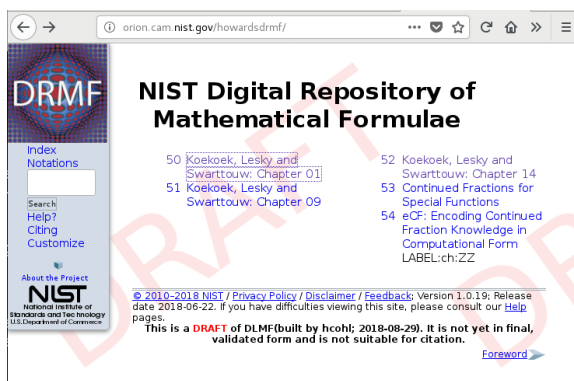 orion.cam.nist.gov/howardsdrmf/
DRMF
Index
Notations
Search
Help?
Citing
Customize
About the Project
NIST
National Institute of
Standards and Technology
U.S. Department of Commerce
NIST Digital Repository of
Mathematical Formulae
50 Koekoek, Lesky and
Swarttouw: Chapter 01
51 Koekoek, Lesky and
Swarttouw: Chapter 09
52 Koekoek, Lesky and
Swarttouw: Chapter 14
53 Continued Fractions for
Special Functions
54 eCF: Encoding Continued
Fraction Knowledge in
Computational Form
LABEL:ch:ZZ
DRAFT
DR
© 2010–2018 NIST / Privacy Policy / Disclaimer / Feedback; Version 1.0.19; Release
date 2018-06-22. If you have difficulties viewing this site, please consult our Help
pages.
This is a DRAFT of DLMF(built by hcohl; 2018-08-29). It is not yet in final,
validated form and is not suitable for citation.
Foreword